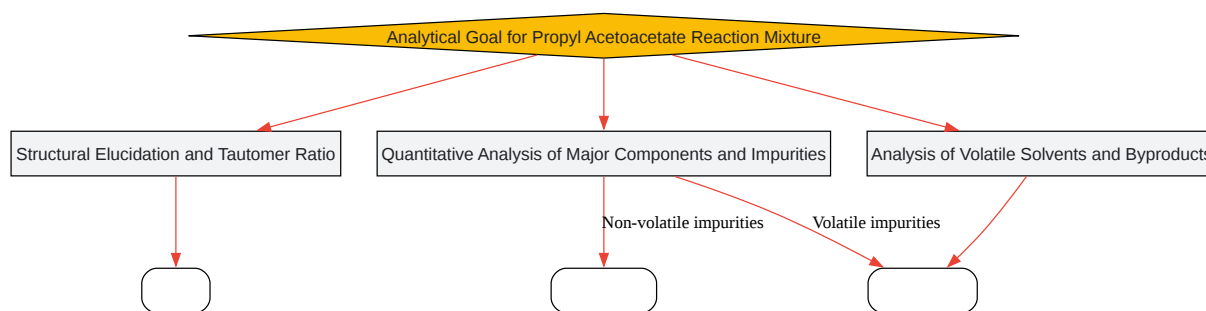 Analytical Goal for Propyl Acetoacetate Reaction Mixture
Structural Elucidation and Tautomer Ratio
Quantitative Analysis of Major Components and Impurities
Analysis of Volatile Solvents and Byproducts
Non-volatile impurities
Volatile impurities